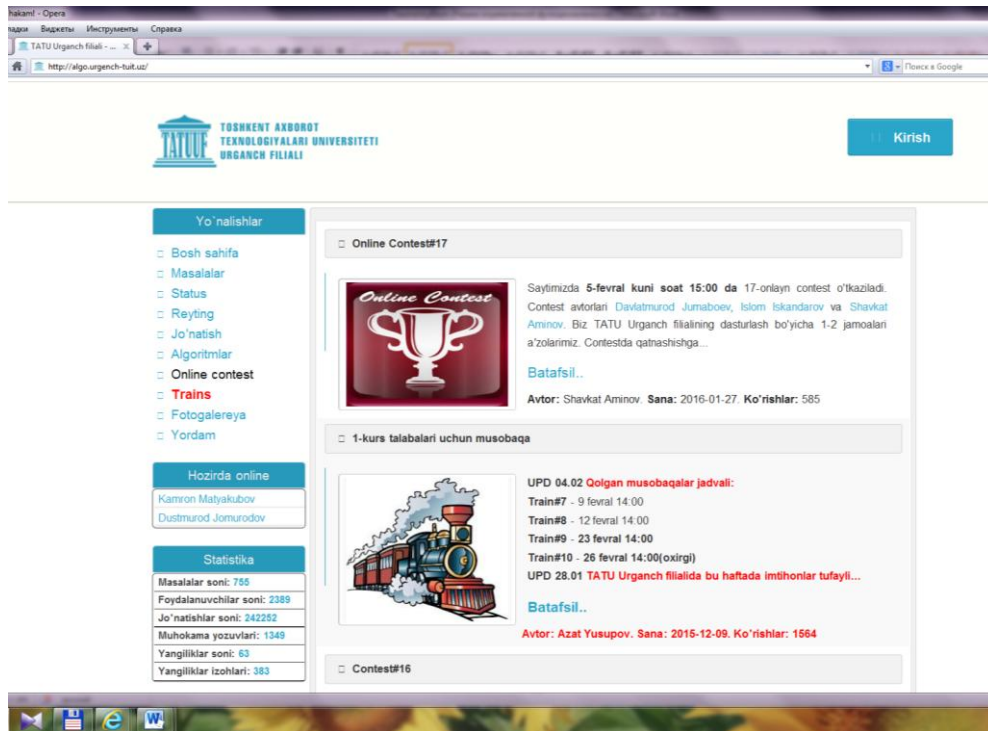 hakam! - Opera
ладки Виджеты Инструменты Справка
TATU Urganch filiali - ...
http://algo.urgench-tuit.uz/
Поиск в Google
TATUUF
TOSHKENT AXBOROT
TEXNOLOGIYALARI UNIVERSITETI
URGANCH FILIALI
Kirish
Yo`nalishlar
Bosh sahifa
Masalalar
Status
Reyting
Jo'natish
Algoritmlar
Online contest
Trains
Fotogalereya
Yordam
Hozirda online
Kamron Matyakubov
Dustmurod Jomurodov
Statistika
Masalalar soni: 755
Foydalanuvchilar soni: 2389
Jo'natishlar soni: 242252
Muhokama yozuvlari: 1349
Yangiliklar soni: 63
Yangiliklar izohlari: 383
Online Contest#17
Online Contest
Saytimizda 5-fevral kuni soat 15:00 da 17-onlayn contest o'tkaziladi.
Contest avtorlari Davlatmurod Jumaboev, Islom Iskandarov va Shavkat
Aminov. Biz TATU Urganch filialining dasturlash bo'yicha 1-2 jamoalari
a'zolarimiz. Contestda qatnashishga...
Batafsil..
Avtor: Shavkat Aminov. Sana: 2016-01-27. Ko'rishlar: 585
1-kurs talabalari uchun musobaqa
UPD 04.02 Qolgan musobaqalar jadvali:
Train#7 - 9 fevral 14:00
Train#8 - 12 fevral 14:00
Train#9 - 23 fevral 14:00
Train#10 - 26 fevral 14:00(oxirgi)
UPD 28.01 TATU Urganch filialida bu haftada imtihonlar tufayli...
Batafsil..
Avtor: Azat Yusupov. Sana: 2015-12-09. Ko'rishlar: 1564
Contest#16